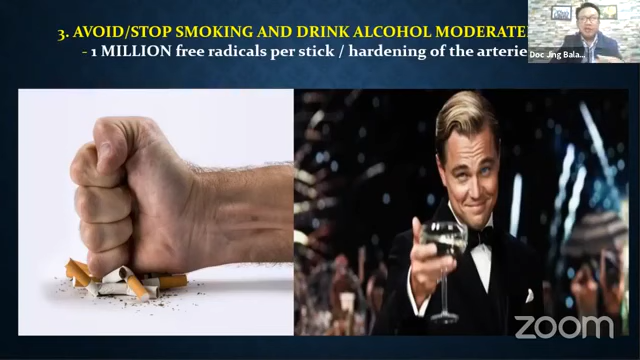 3. AVOID/STOP SMOKING AND DRINK ALCOHOL MODERATE
- 1 MILLION free radicals per stick / hardening of the arterie
Doc Jing Bala...
zoom